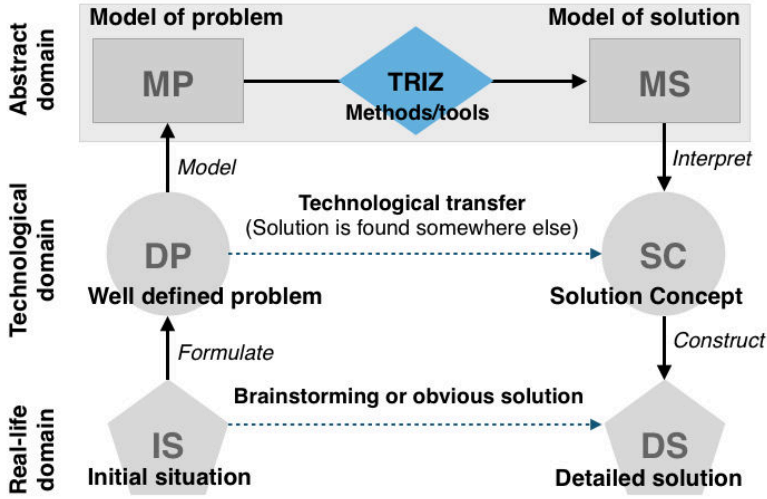 Model of problem
Model of solution
Abstract
domain
MP
TRIZ
Methods/tools
MS
Model
Interpret
Technological
domain
Technological transfer
(Solution is found somewhere else)
DP
Well defined problem
SC
Solution Concept
Formulate
Construct
Real-life
domain
Brainstorming or obvious solution
IS
Initial situation
DS
Detailed solution